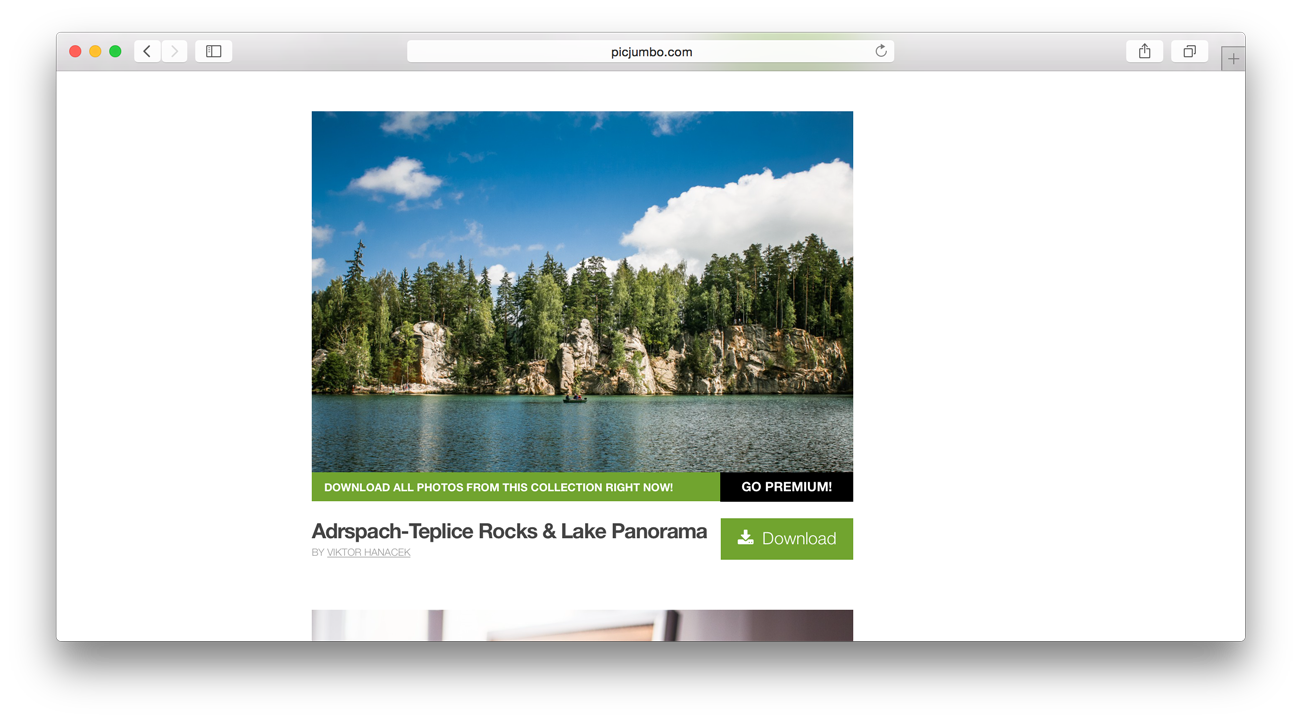 picjumbo.com
DOWNLOAD ALL PHOTOS FROM THIS COLLECTION RIGHT NOW!
GO PREMIUM!
Adrspach-Teplice Rocks & Lake Panorama
Download
BY VIKTOR HANACEK